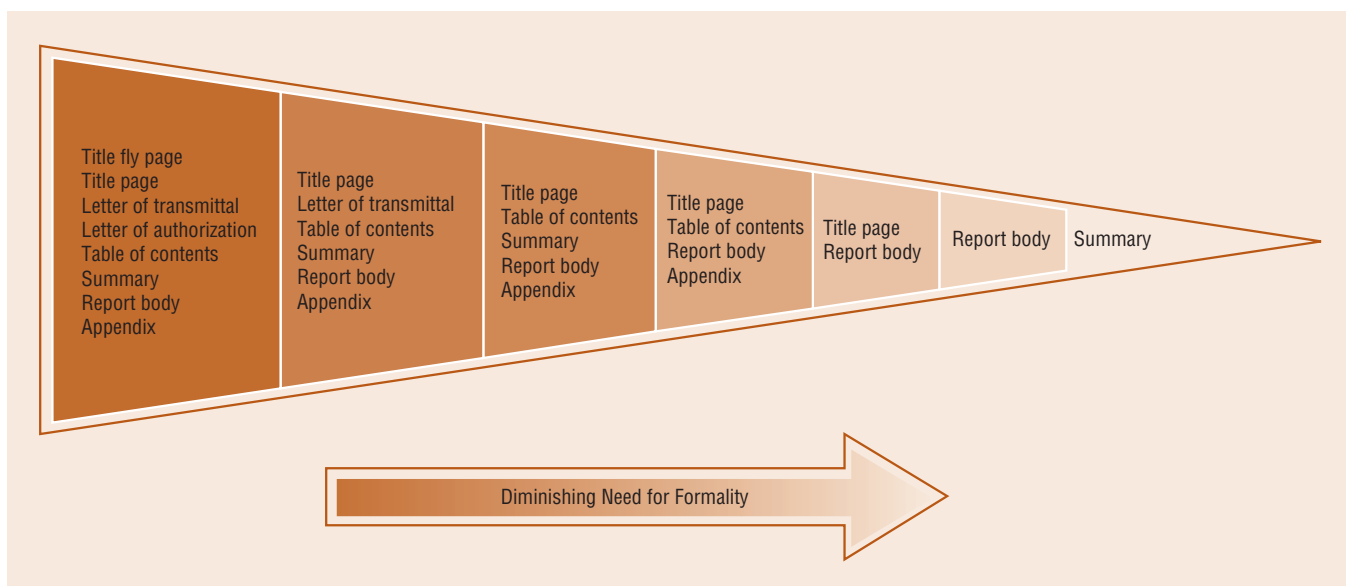 Title fly page
Title page
Letter of transmittal
Letter of authorization
Table of contents
Summary
Report body
Appendix
Title page
Letter of transmittal
Table of contents
Summary
Report body
Appendix
Title page
Table of contents
Summary
Report body
Appendix
Title page
Table of contents
Report body
Appendix
Title page
Report body
Report body
Summary
Diminishing Need for Formality